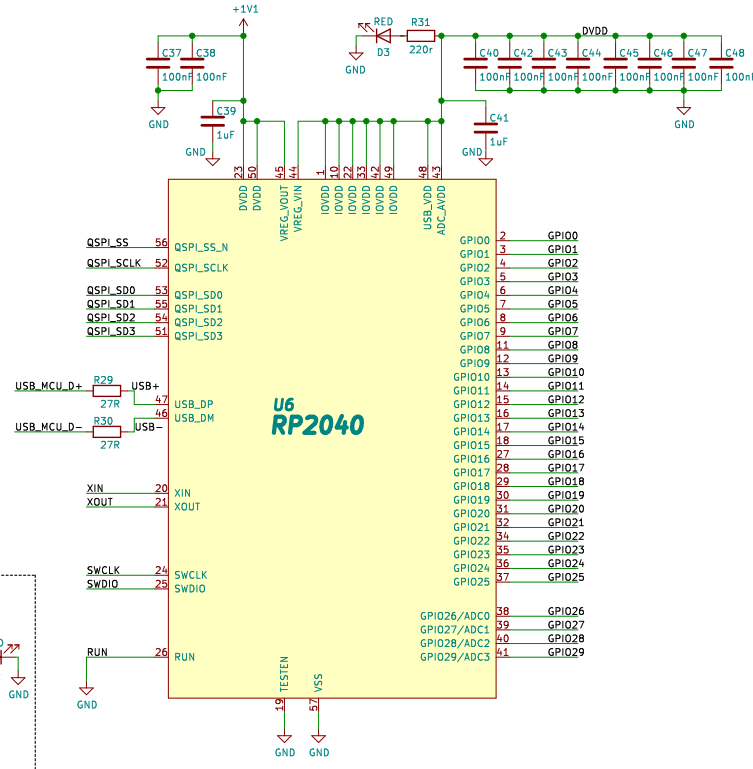 +1V1
C37
100nF
C38
100nF
GND
C39
1uF
GND
RED
D3
R31
220r
GND
DVDD
C40
100nF
C42
100nF
C43
100nF
C44
100nF
C45
100nF
C46
100nF
C47
100nF
C48
100n
GND
C41
1uF
GND
23 DVDD
50 DVDD
45 VREG_VOUT
44 VREG_VIN
1 IOVDD
10 IOVDD
22 IOVDD
33 IOVDD
42 IOVDD
49 IOVDD
48 USB_VDD
43 ADC_AVDD
QSPI_SS 56 QSPI_SS_N
QSPI_SCLK 52 QSPI_SCLK
QSPI_SD0 53 QSPI_SD0
QSPI_SD1 55 QSPI_SD1
QSPI_SD2 54 QSPI_SD2
QSPI_SD3 51 QSPI_SD3
USB_MCU_D+ R29 27R USB+ 47 USB_DP
USB_MCU_D- R30 27R USB- 46 USB_DM
U6
RP2040
XIN 20 XIN
XOUT 21 XOUT
SWCLK 24 SWCLK
SWDIO 25 SWDIO
RUN 26 RUN
GND
GND
GPIO0 2 GPIO0
GPIO1 3 GPIO1
GPIO2 4 GPIO2
GPIO3 5 GPIO3
GPIO4 6 GPIO4
GPIO5 7 GPIO5
GPIO6 8 GPIO6
GPIO7 9 GPIO7
GPIO8 11 GPIO8
GPIO9 12 GPIO9
GPIO10 13 GPIO10
GPIO11 14 GPIO11
GPIO12 15 GPIO12
GPIO13 16 GPIO13
GPIO14 17 GPIO14
GPIO15 18 GPIO15
GPIO16 27 GPIO16
GPIO17 28 GPIO17
GPIO18 29 GPIO18
GPIO19 30 GPIO19
GPIO20 31 GPIO20
GPIO21 32 GPIO21
GPIO22 34 GPIO22
GPIO23 35 GPIO23
GPIO24 36 GPIO24
GPIO25 37 GPIO25
GPIO26/ADC0 38 GPIO26
GPIO27/ADC1 39 GPIO27
GPIO28/ADC2 40 GPIO28
GPIO29/ADC3 41 GPIO29
TESTEN 19
VSS 57
GND
GND